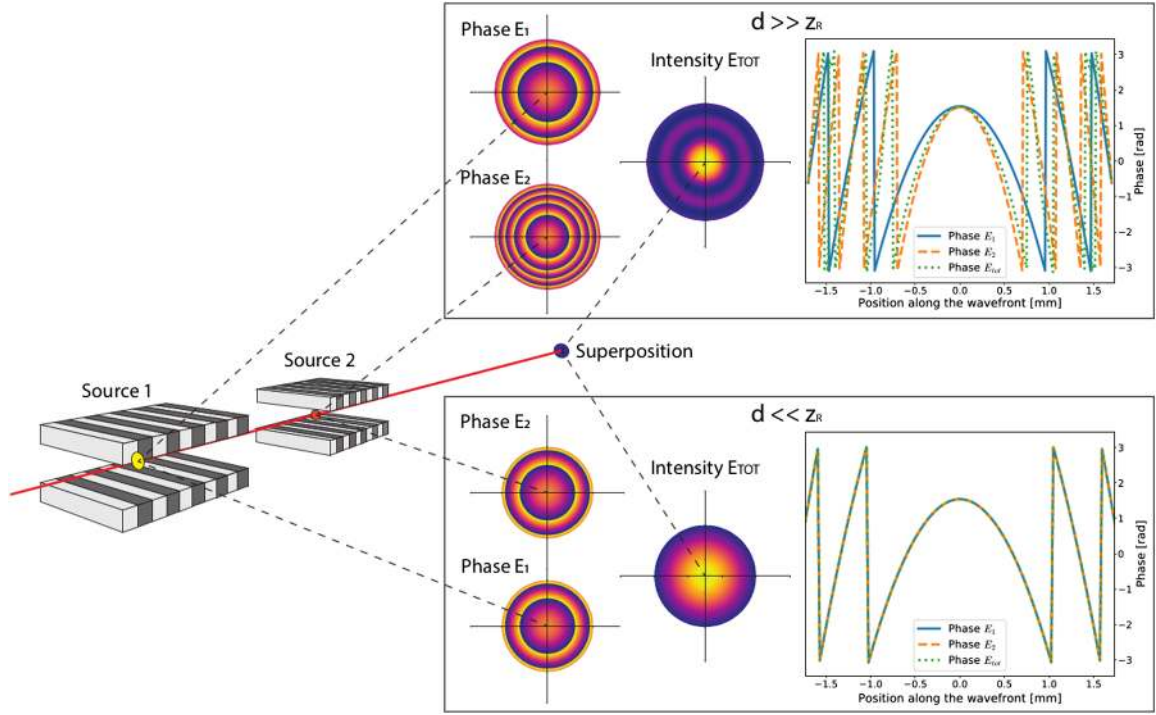 d >> ZR
Phase E1
Intensity ETOT
Phase E2
3
2
1
0
−1
−2
−3
Phase [rad]
Phase E1
Phase E2
Phase Etot
−1.5 −1.0 −0.5 0.0 0.5 1.0 1.5
Position along the wavefront [mm]
Superposition
Source 2
Source 1
d << ZR
Phase E2
Intensity ETOT
Phase E1
3
2
1
0
−1
−2
−3
Phase [rad]
Phase E1
Phase E2
Phase Etot
−1.5 −1.0 −0.5 0.0 0.5 1.0 1.5
Position along the wavefront [mm]